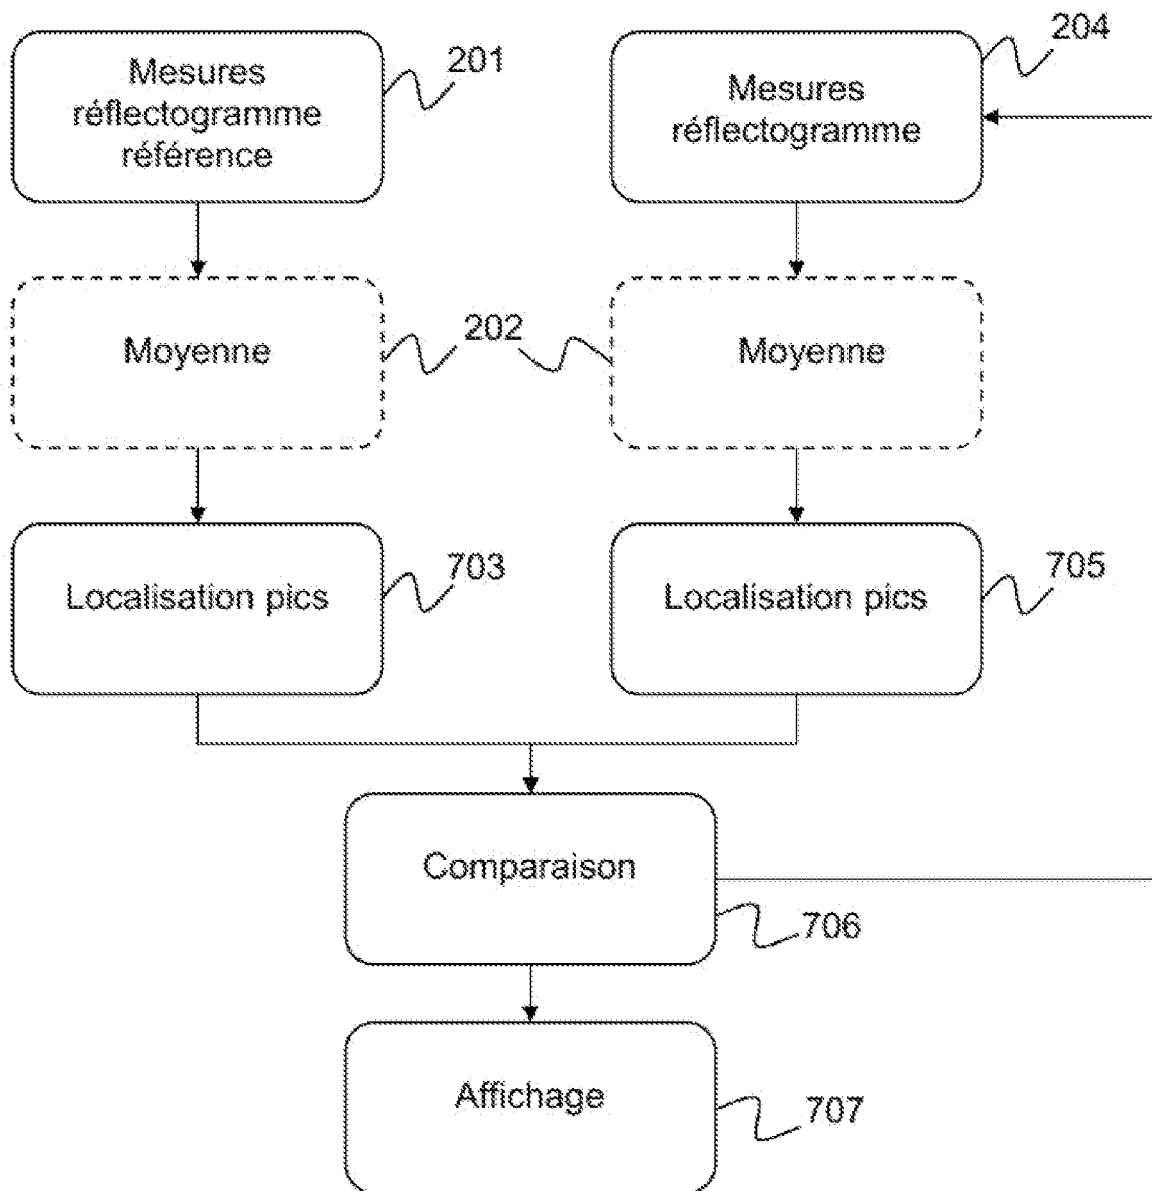 Mesures
réflectogramme
référence
201
Mesures
réflectogramme
204
Moyenne
202
Moyenne
Localisation pics
703
Localisation pics
705
Comparaison
706
Affichage
707